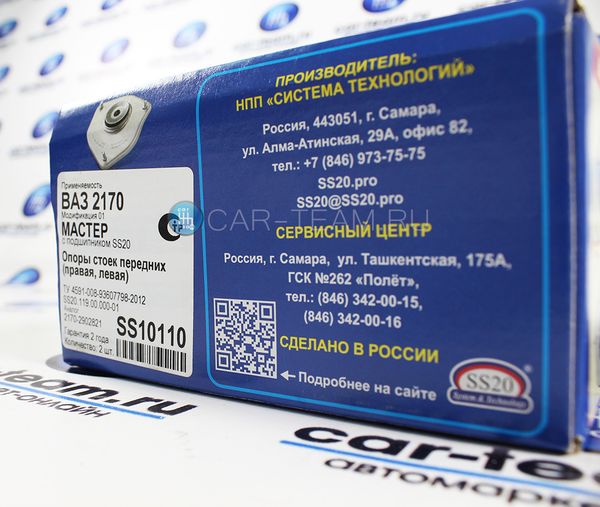 ПРОИЗВОДИТЕЛЬ:
НПП «СИСТЕМА ТЕХНОЛОГИЙ»
Россия, 443051, г. Самара,
ул. Алма-Атинская, 29А, офис 82,
тел.: +7 (846) 973-75-75
SS20.pro
SS20@SS20.pro
СЕРВИСНЫЙ ЦЕНТР
Россия, г. Самара, ул. Ташкентская, 175А,
ГСК №262 «Полёт»,
тел.: (846) 342-00-15,
(846) 342-00-16
СДЕЛАНО В РОССИИ
Подробнее на сайте
SS20
System & Technology
Применяемость
ВАЗ 2170
Модификация 01
МАСТЕР
с подшипником SS20
Опоры стоек передних
(правая, левая)
ТУ 4591-008-93607798-2012
SS20.119.00.000-01
Аналог
2170-2902821
Гарантия 2 года
Количество: 2 шт.
SS10110
CAR-TEAM.RU
car-team.ru